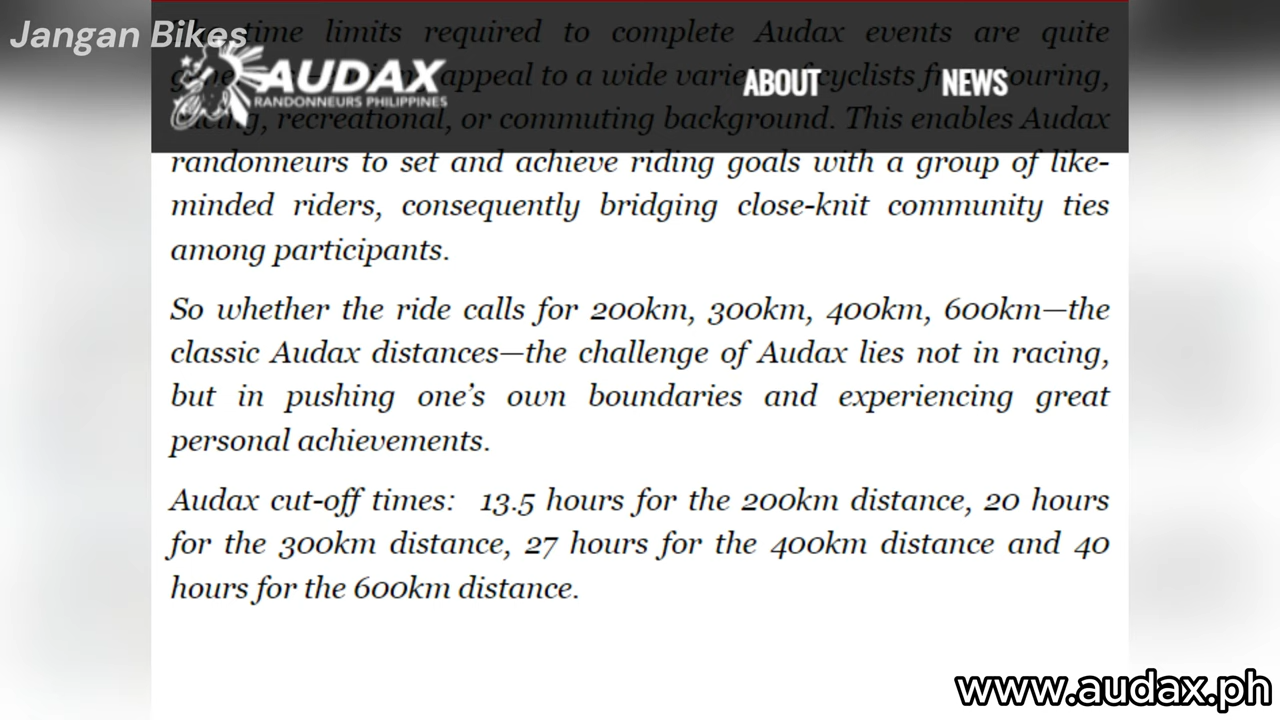 Jangan Bikes
time limits required to complete Audax events are quite
AUDAX
RANDONNEURS PHILIPPINES
appeal to a wide cyclists touring,
ABOUT
NEWS
recreational, or commuting background. This enables Audax
randonneurs to set and achieve riding goals with a group of like-
minded riders, consequently bridging close-knit community ties
among participants.
So whether the ride calls for 200km, 300km, 400km, 600km—the
classic Audax distances—the challenge of Audax lies not in racing,
but in pushing one's own boundaries and experiencing great
personal achievements.
Audax cut-off times: 13.5 hours for the 200km distance, 20 hours
for the 300km distance, 27 hours for the 400km distance and 40
hours for the 600km distance.
www.audax.ph